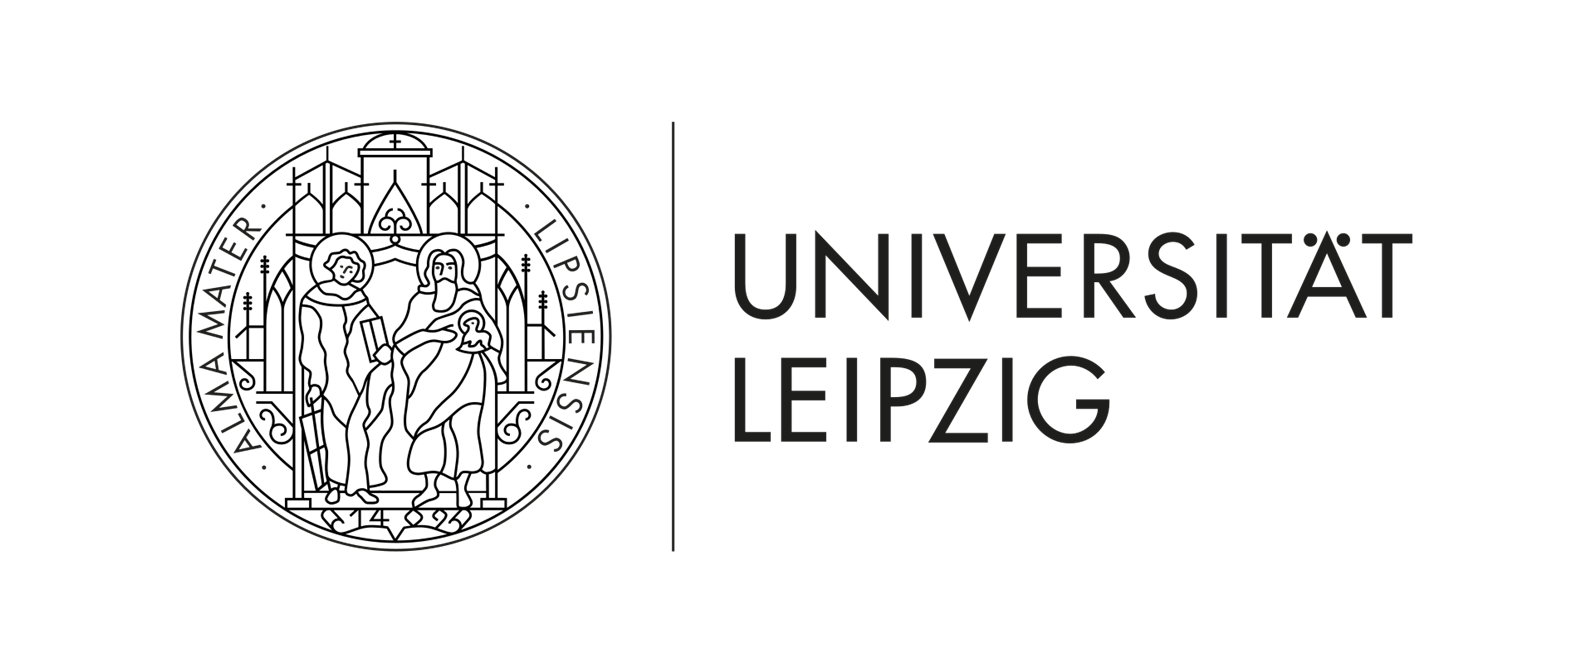 · ALMA MATER ·
· LIPSIENSIS ·
1409
UNIVERSITÄT
LEIPZIG